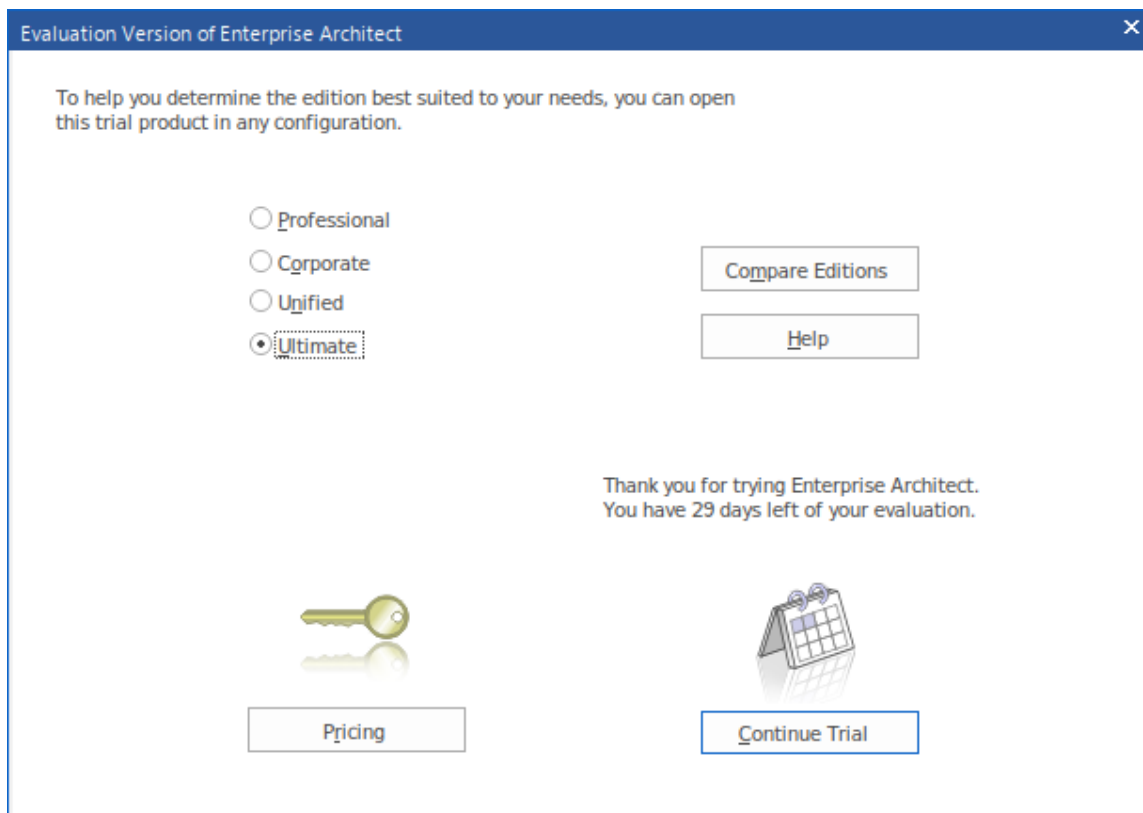 Evaluation Version of Enterprise Architect
To help you determine the edition best suited to your needs, you can open
this trial product in any configuration.
Professional
Corporate
Unified
Ultimate
Compare Editions
Help
Thank you for trying Enterprise Architect.
You have 29 days left of your evaluation.
Pricing
Continue Trial